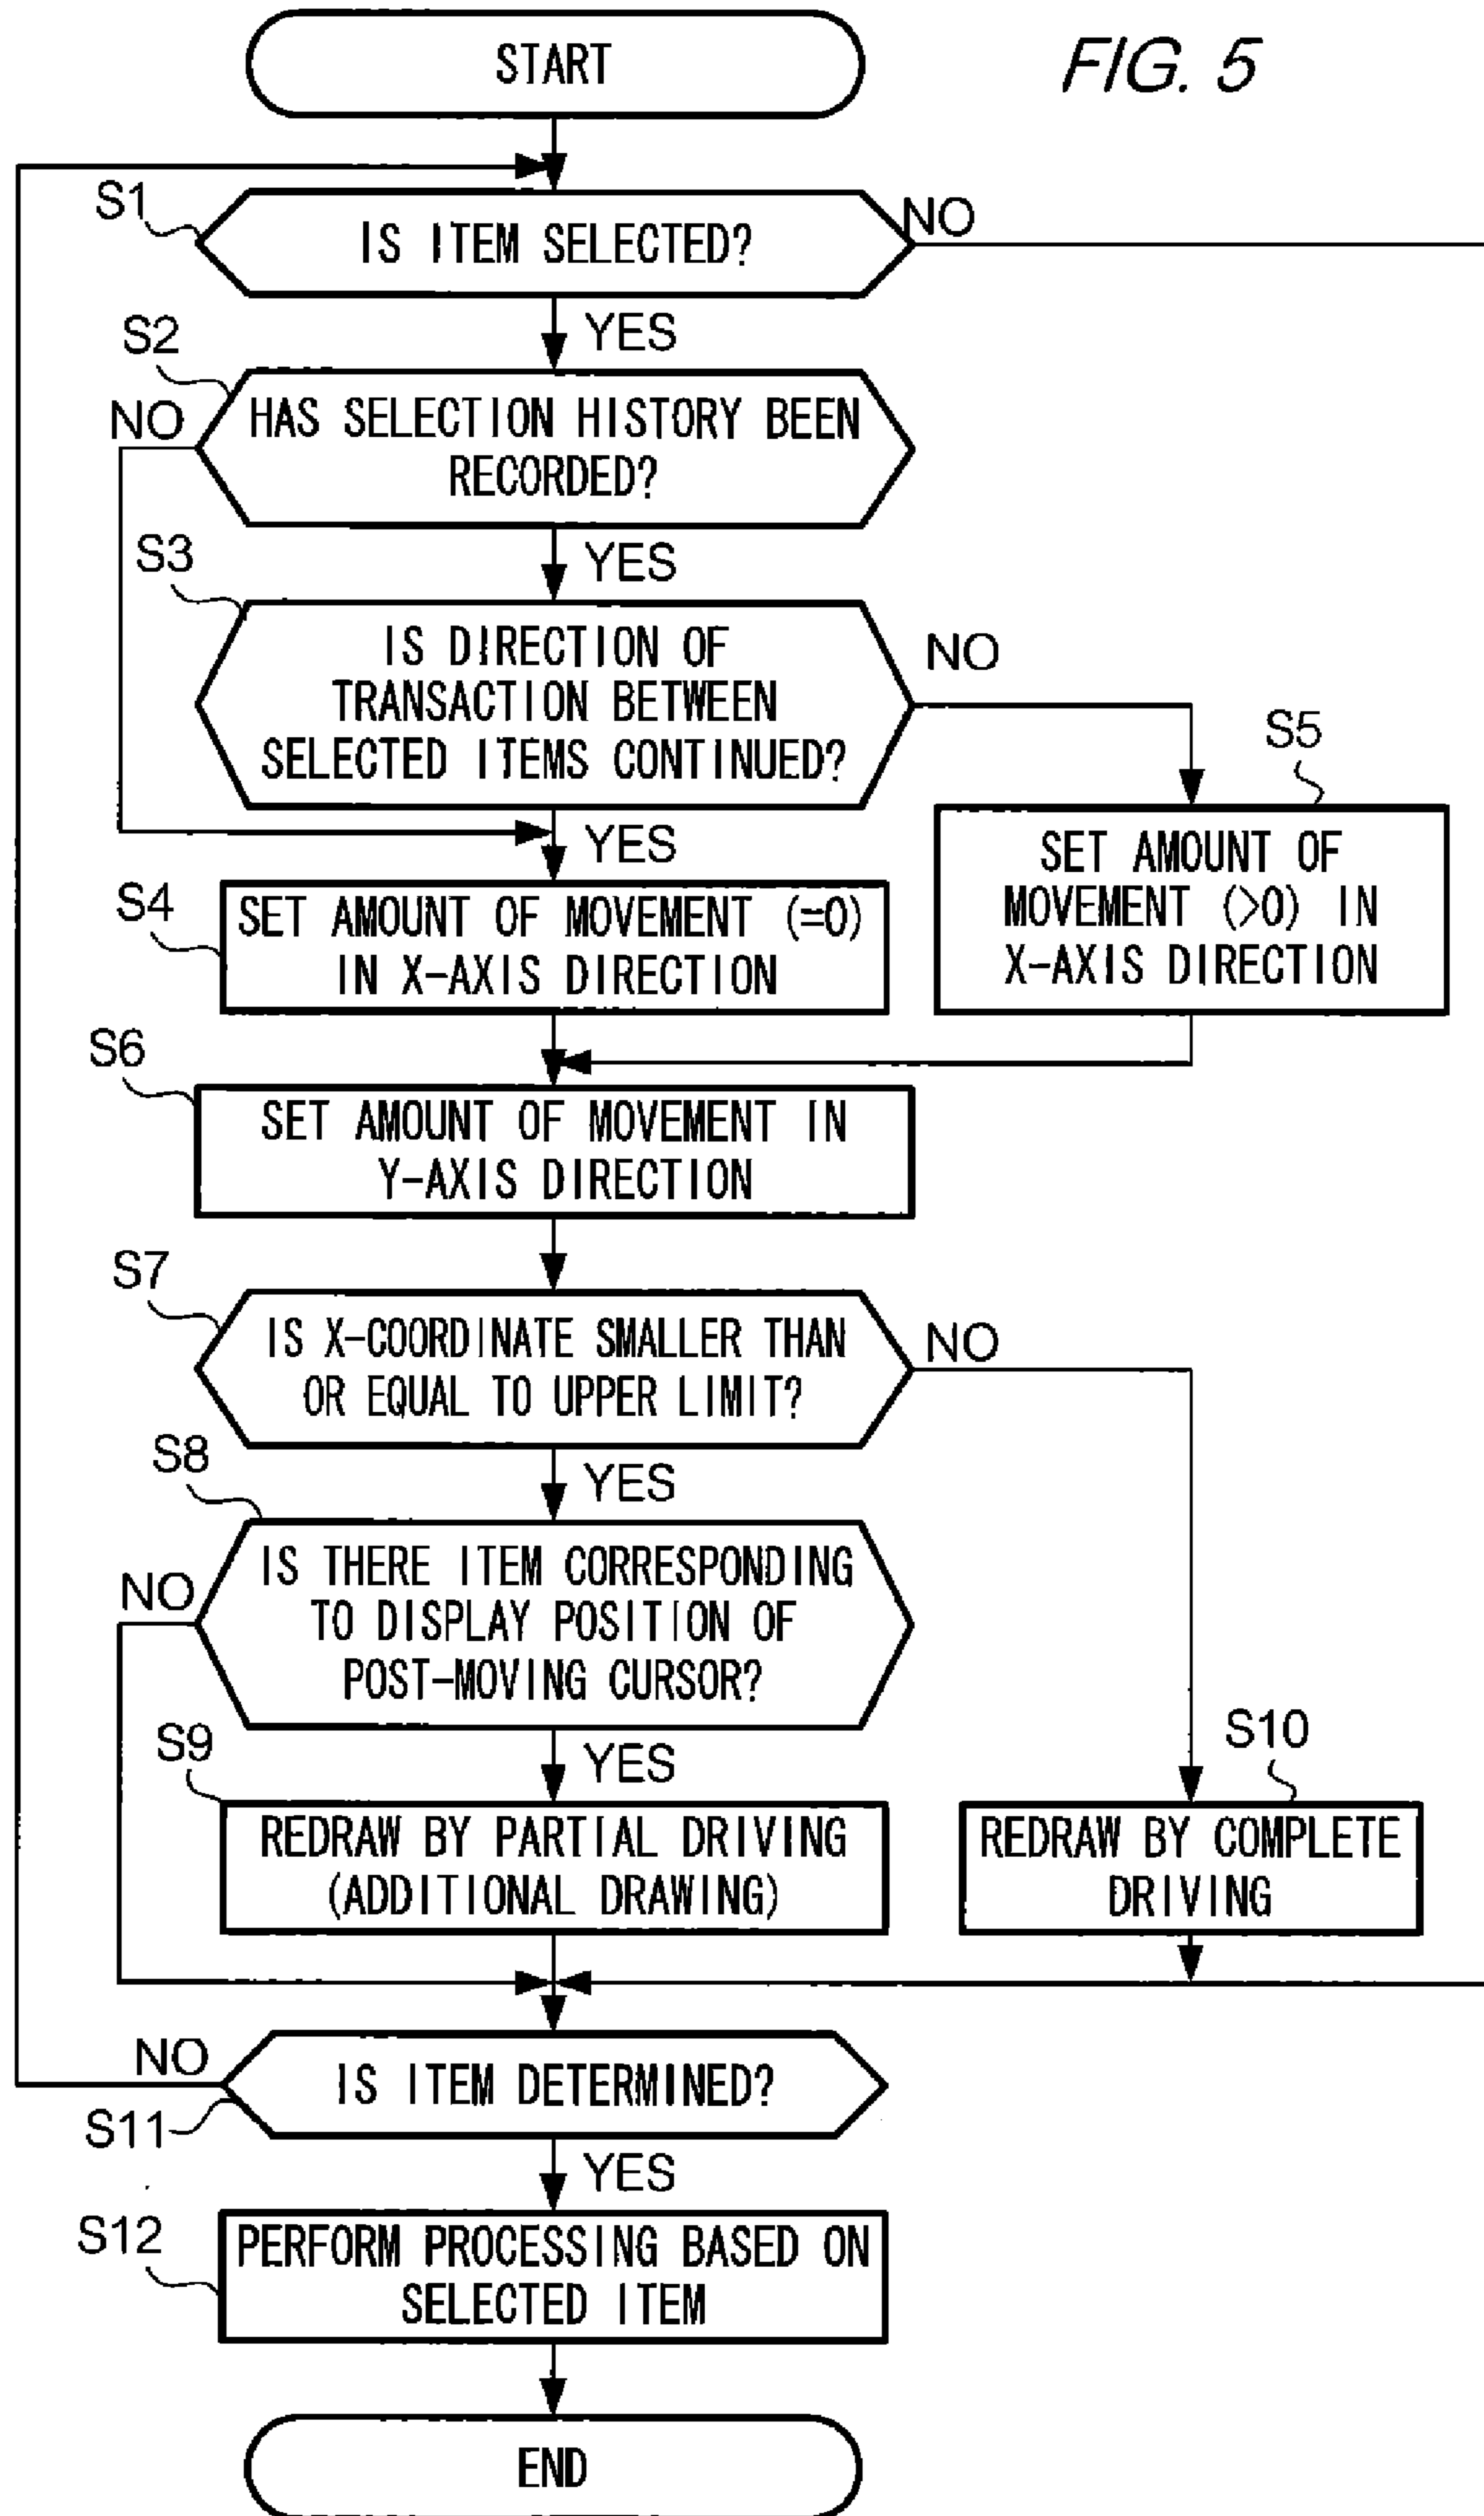 START
FIG. 5
S1
IS ITEM SELECTED?
NO
YES
S2
NO
HAS SELECTION HISTORY BEEN
RECORDED?
YES
S3
IS DIRECTION OF
TRANSACTION BETWEEN
SELECTED ITEMS CONTINUED?
NO
YES
S5
SET AMOUNT OF
MOVEMENT (>0) IN
X-AXIS DIRECTION
S4
SET AMOUNT OF MOVEMENT (=0)
IN X-AXIS DIRECTION
S6
SET AMOUNT OF MOVEMENT IN
Y-AXIS DIRECTION
S7
IS X-COORDINATE SMALLER THAN
OR EQUAL TO UPPER LIMIT?
NO
YES
S8
NO
IS THERE ITEM CORRESPONDING
TO DISPLAY POSITION OF
POST-MOVING CURSOR?
YES
S9
REDRAW BY PARTIAL DRIVING
(ADDITIONAL DRAWING)
S10
REDRAW BY COMPLETE
DRIVING
NO
IS ITEM DETERMINED?
S11
YES
S12
PERFORM PROCESSING BASED ON
SELECTED ITEM
END